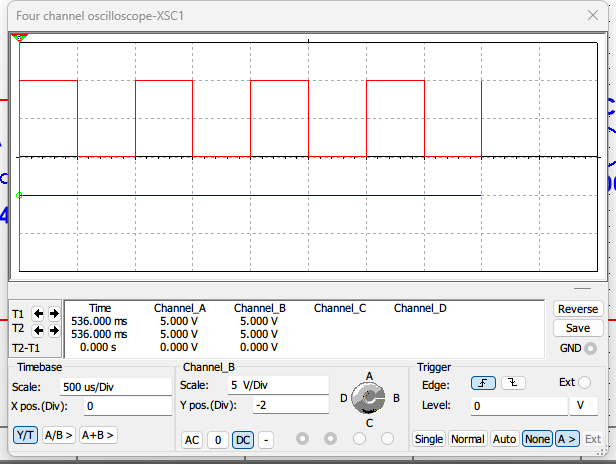 Four channel oscilloscope-XSC1
T1
T2
T2-T1
Time Channel_A Channel_B Channel_C Channel_D
536.000 ms 5.000 V 5.000 V
536.000 ms 5.000 V 5.000 V
0.000 s 0.000 V 0.000 V
Reverse
Save
GND
Timebase
Scale: 500 us/Div
X pos.(Div): 0
Y/T A/B > A+B >
Channel_B
Scale: 5 V/Div
Y pos.(Div): -2
AC 0 DC -
A
D B
C
Trigger
Edge: Ext
Level: 0 V
Single Normal Auto None A > Ext